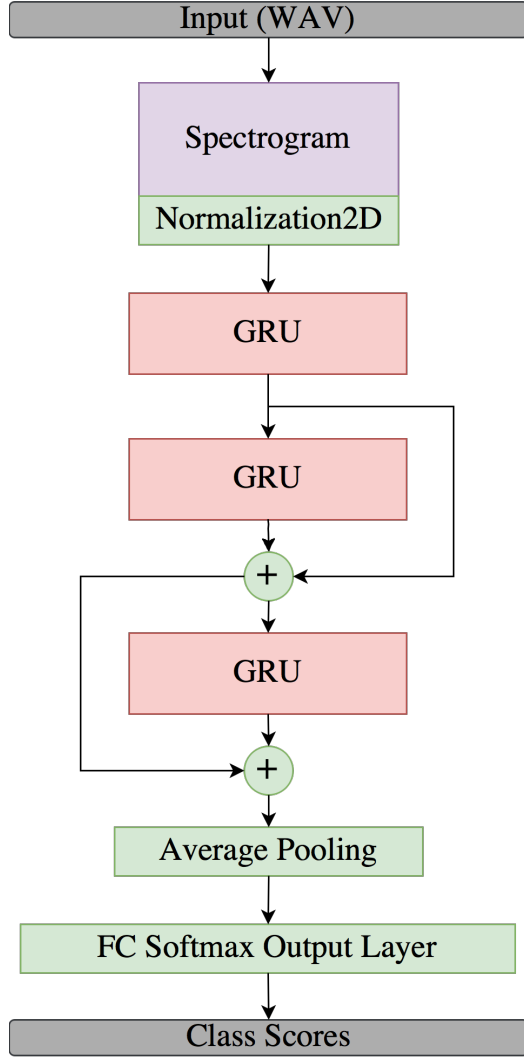 Input (WAV)
Spectrogram
Normalization2D
GRU
GRU
+
GRU
+
Average Pooling
FC Softmax Output Layer
Class Scores